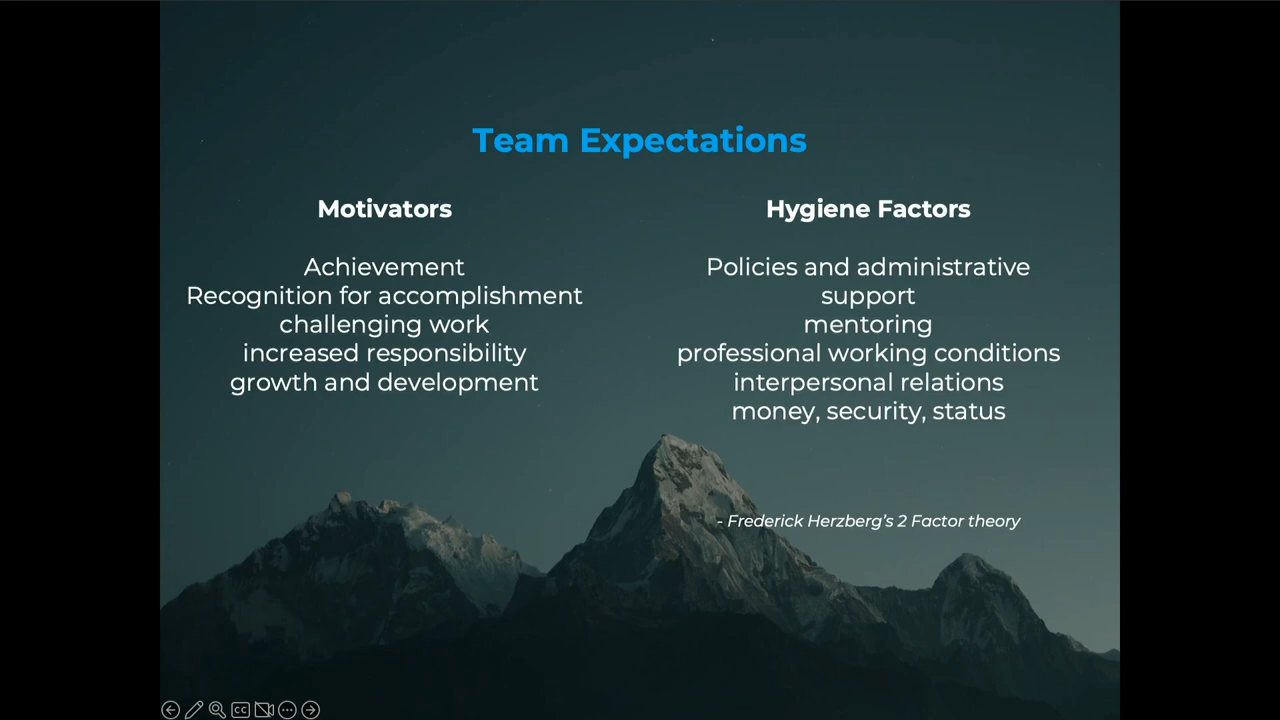 Team Expectations
Motivators
Achievement
Recognition for accomplishment
challenging work
increased responsibility
growth and development
Hygiene Factors
Policies and administrative
support
mentoring
professional working conditions
interpersonal relations
money, security, status
- Frederick Herzberg's 2 Factor theory
CC